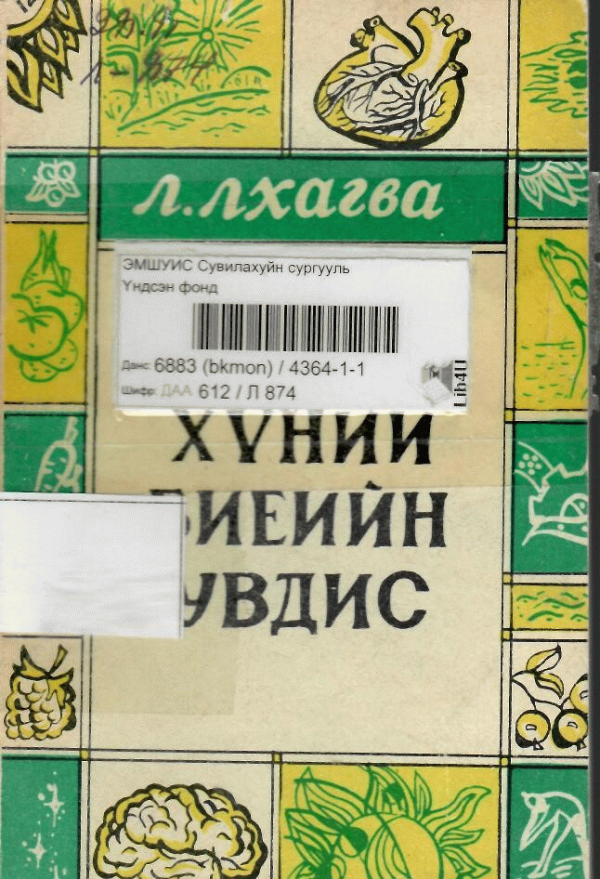 Л.ЛХАГВА
ЭМШУИС Сувилахуйн сургууль
Үндсэн фонд
Данс: 6883 (bkmon) / 4364-1-1
Шифр: ДАА 612 / Л 874
Lib4U
ХҮНИЙ
БИЕИЙН
УВДИС